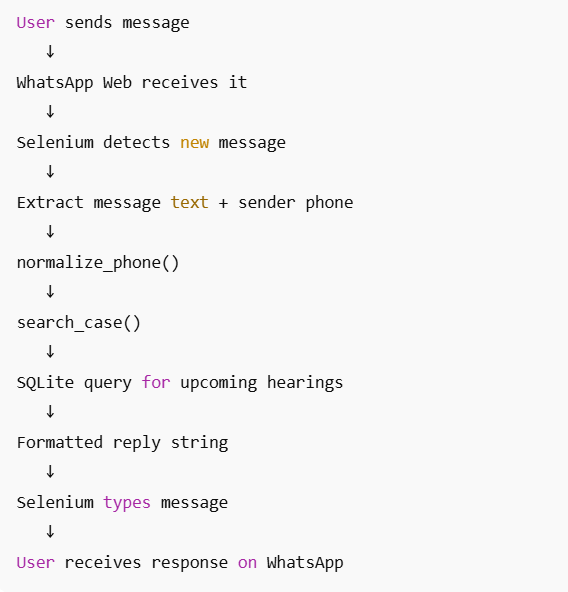 User sends message
↓
WhatsApp Web receives it
↓
Selenium detects new message
↓
Extract message text + sender phone
↓
normalize_phone()
↓
search_case()
↓
SQLite query for upcoming hearings
↓
Formatted reply string
↓
Selenium types message
↓
User receives response on WhatsApp